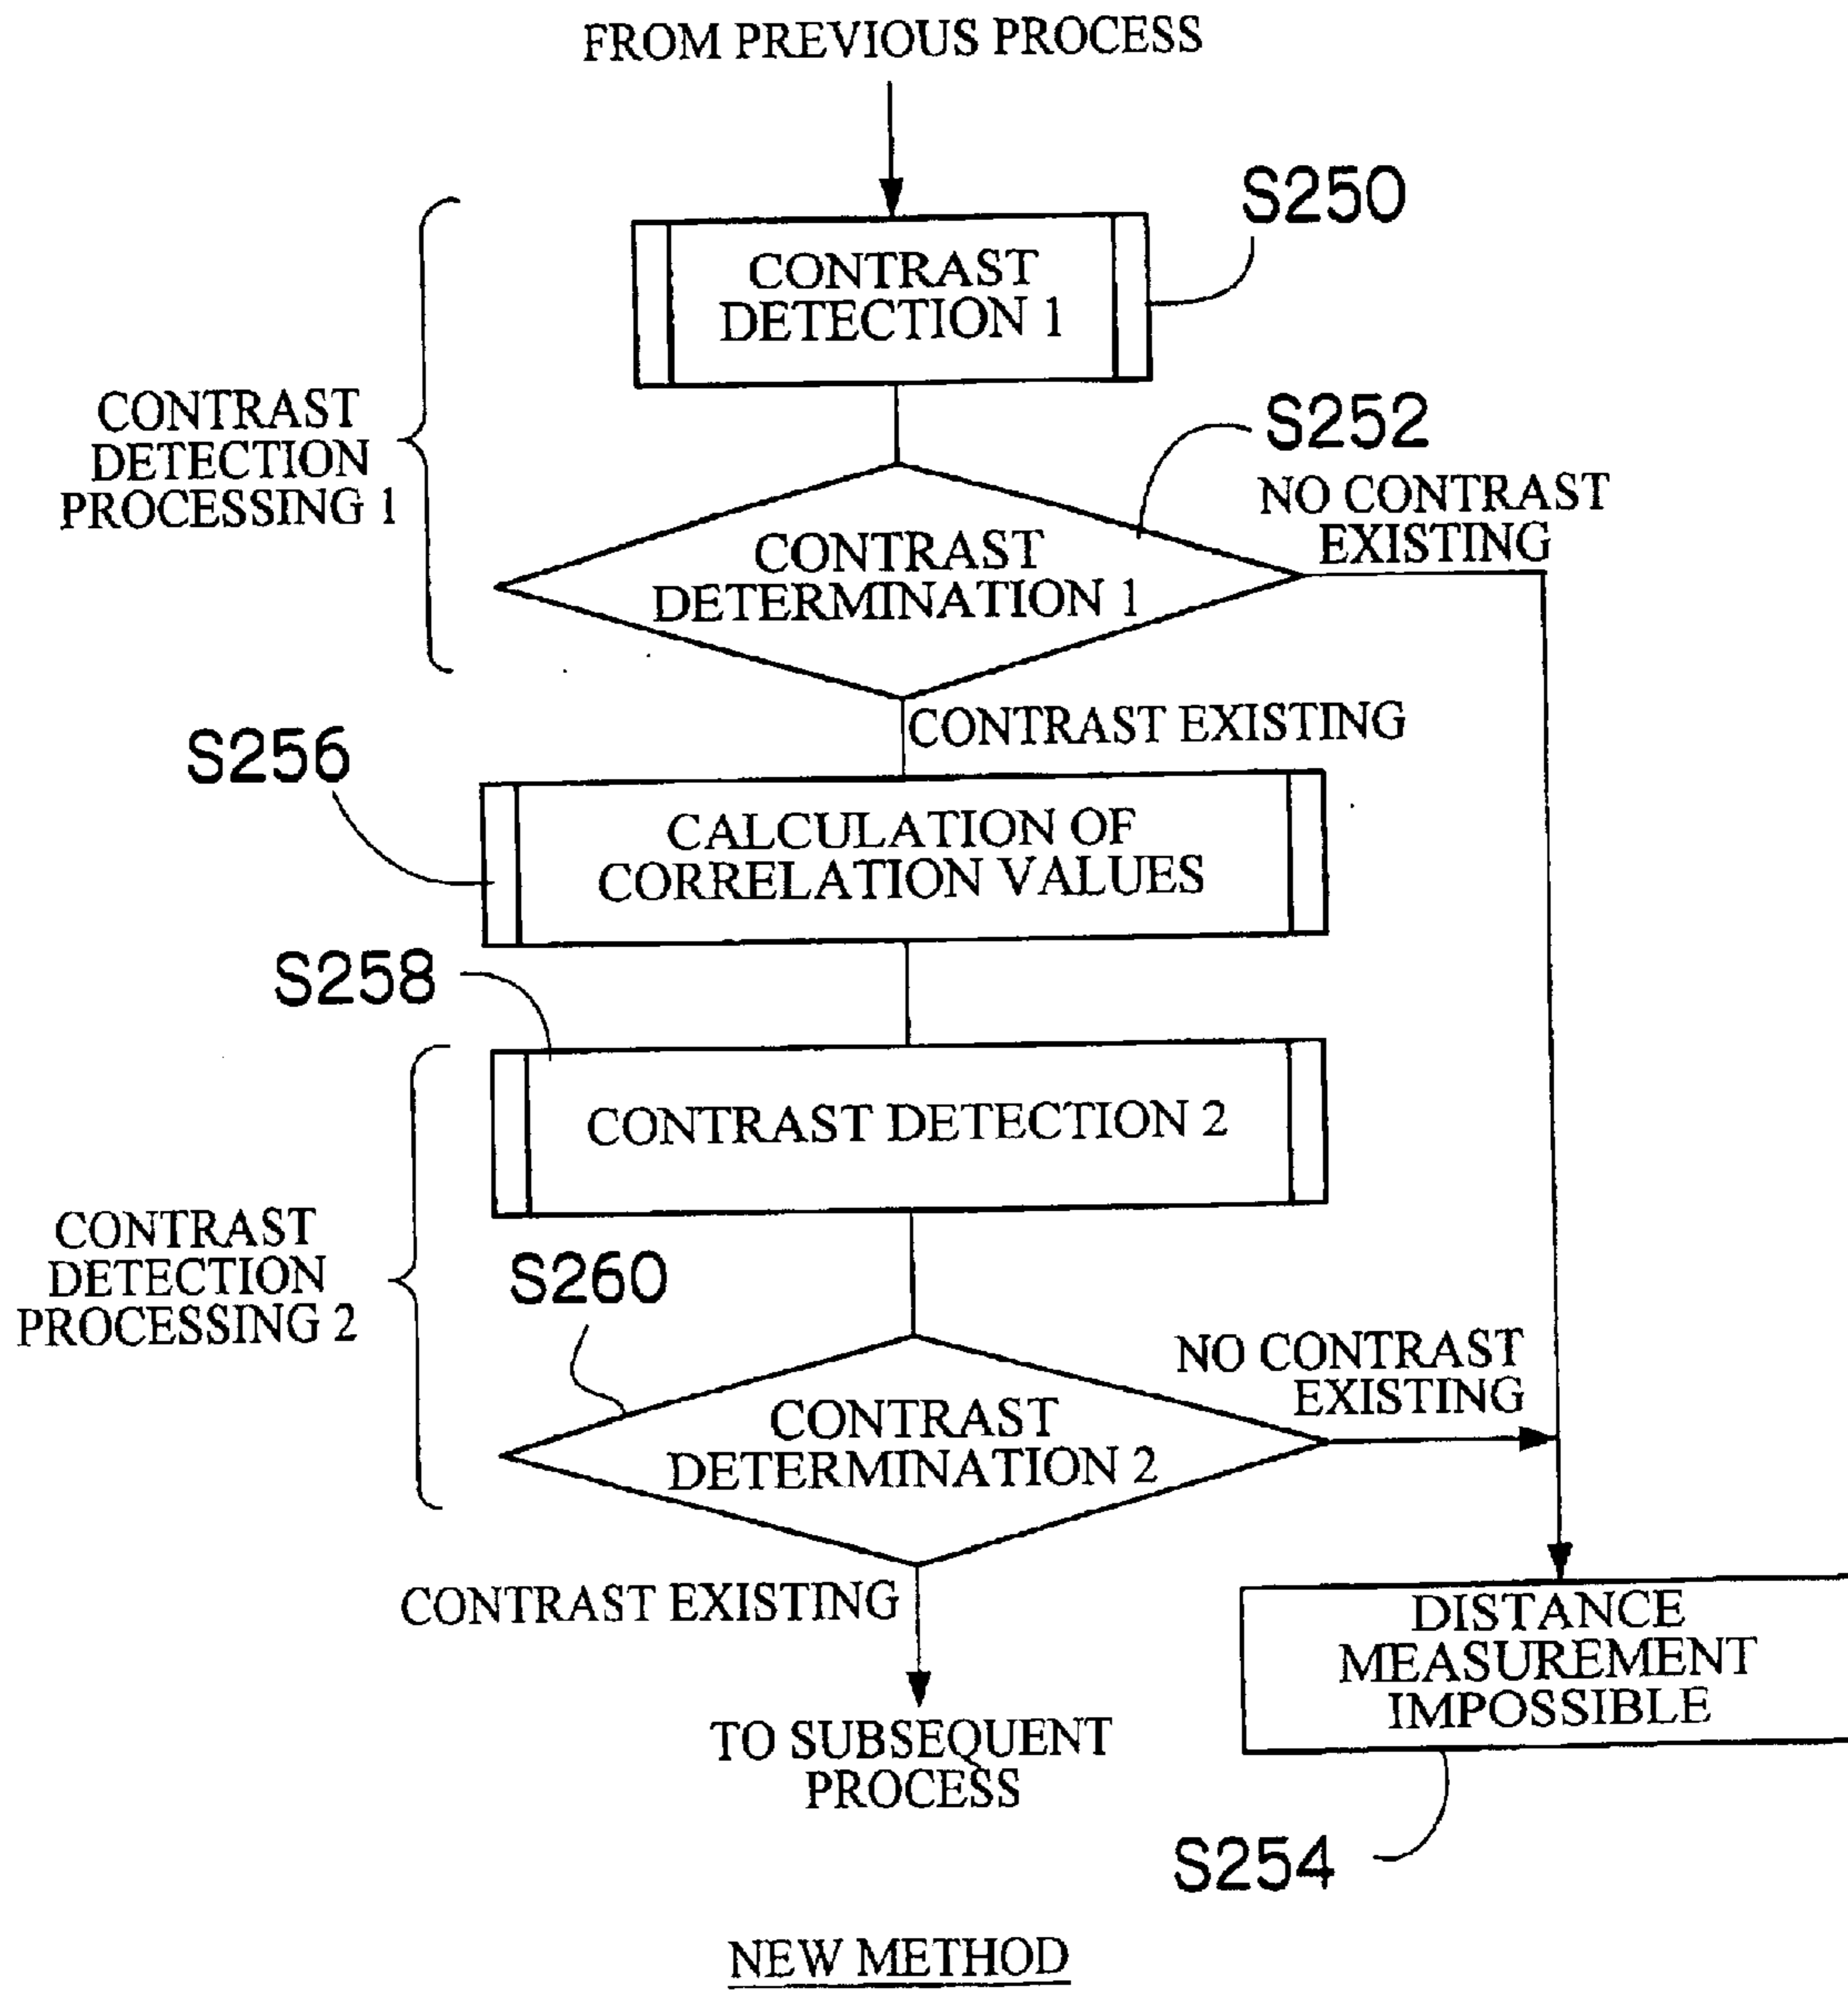 FROM PREVIOUS PROCESS
S250
CONTRAST
DETECTION 1
CONTRAST
DETECTION
PROCESSING 1
S252
NO CONTRAST
EXISTING
CONTRAST
DETERMINATION 1
CONTRAST EXISTING
S256
CALCULATION OF
CORRELATION VALUES
S258
CONTRAST DETECTION 2
CONTRAST
DETECTION
PROCESSING 2
S260
NO CONTRAST
EXISTING
CONTRAST
DETERMINATION 2
CONTRAST EXISTING
DISTANCE
MEASUREMENT
IMPOSSIBLE
TO SUBSEQUENT
PROCESS
S254
NEW METHOD